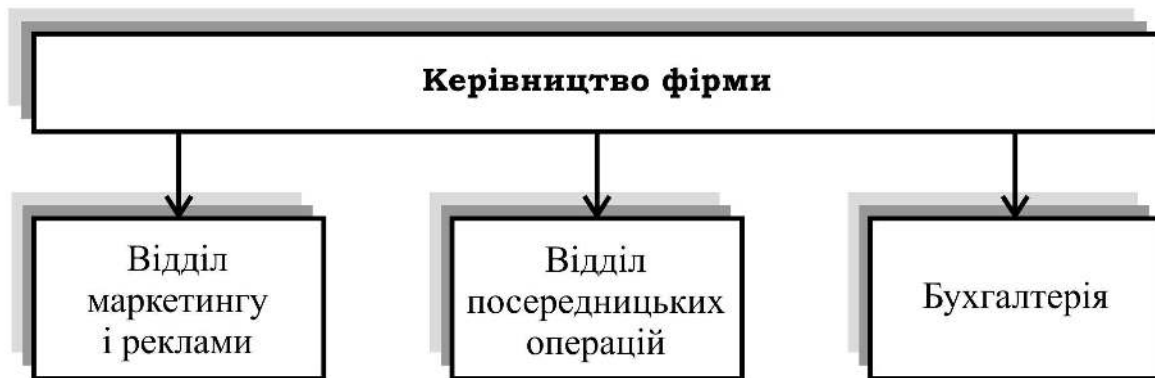 Керівництво фірми
Відділ
маркетингу
і реклами
Відділ
посередницьких
операцій
Бухгалтерія